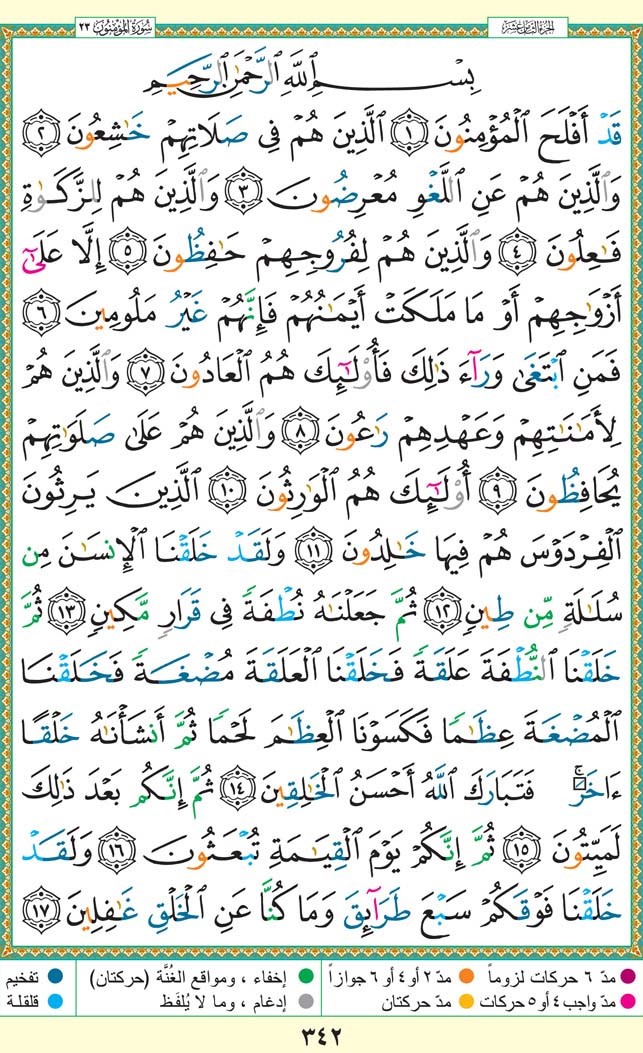 الجزء الثامن عشر
سورة المؤمنون ٢٣
بِسْمِ ٱللَّهِ ٱلرَّحْمَٰنِ ٱلرَّحِيمِ
قَدْ أَفْلَحَ ٱلْمُؤْمِنُونَ ١ ٱلَّذِينَ هُمْ فِى صَلَاتِهِمْ خَٰشِعُونَ ٢
وَٱلَّذِينَ هُمْ عَنِ ٱللَّغْوِ مُعْرِضُونَ ٣ وَٱلَّذِينَ هُمْ لِلزَّكَوٰةِ
فَٰعِلُونَ ٤ وَٱلَّذِينَ هُمْ لِفُرُوجِهِمْ حَٰفِظُونَ ٥ إِلَّا عَلَىٰٓ
أَزْوَٰجِهِمْ أَوْ مَا مَلَكَتْ أَيْمَٰنُهُمْ فَإِنَّهُمْ غَيْرُ مَلُومِينَ ٦
فَمَنِ ٱبْتَغَىٰ وَرَآءَ ذَٰلِكَ فَأُو۟لَٰٓئِكَ هُمُ ٱلْعَادُونَ ٧ وَٱلَّذِينَ هُمْ
لِأَمَٰنَٰتِهِمْ وَعَهْدِهِمْ رَٰعُونَ ٨ وَٱلَّذِينَ هُمْ عَلَىٰ صَلَوَٰتِهِمْ
يُحَافِظُونَ ٩ أُو۟لَٰٓئِكَ هُمُ ٱلْوَٰرِثُونَ ١٠ ٱلَّذِينَ يَرِثُونَ
ٱلْفِرْدَوْسَ هُمْ فِيهَا خَٰلِدُونَ ١١ وَلَقَدْ خَلَقْنَا ٱلْإِنسَٰنَ مِن
سُلَٰلَةٍ مِّن طِينٍ ١٢ ثُمَّ جَعَلْنَٰهُ نُطْفَةً فِى قَرَارٍ مَّكِينٍ ١٣ ثُمَّ
خَلَقْنَا ٱلنُّطْفَةَ عَلَقَةً فَخَلَقْنَا ٱلْعَلَقَةَ مُضْغَةً فَخَلَقْنَا
ٱلْمُضْغَةَ عِظَٰمًا فَكَسَوْنَا ٱلْعِظَٰمَ لَحْمًا ثُمَّ أَنشَأْنَٰهُ خَلْقًا
ءَاخَرَ ۚ فَتَبَارَكَ ٱللَّهُ أَحْسَنُ ٱلْخَٰلِقِينَ ١٤ ثُمَّ إِنَّكُم بَعْدَ ذَٰلِكَ
لَمَيِّتُونَ ١٥ ثُمَّ إِنَّكُمْ يَوْمَ ٱلْقِيَٰمَةِ تُبْعَثُونَ ١٦ وَلَقَدْ
خَلَقْنَا فَوْقَكُمْ سَبْعَ طَرَآئِقَ وَمَا كُنَّا عَنِ ٱلْخَلْقِ غَٰفِلِينَ ١٧
مدّ ٦ حركات لزوماً مدّ ٢ أو ٤ أو ٦ جوازاً إخفاء ، ومواقع الغُنَّة (حركتان) تفخيم
مدّ واجب ٤ أو ٥ حركات مدّ حركتان إدغام ، وما لا يُلفَظ قلقلة
٣٤٢